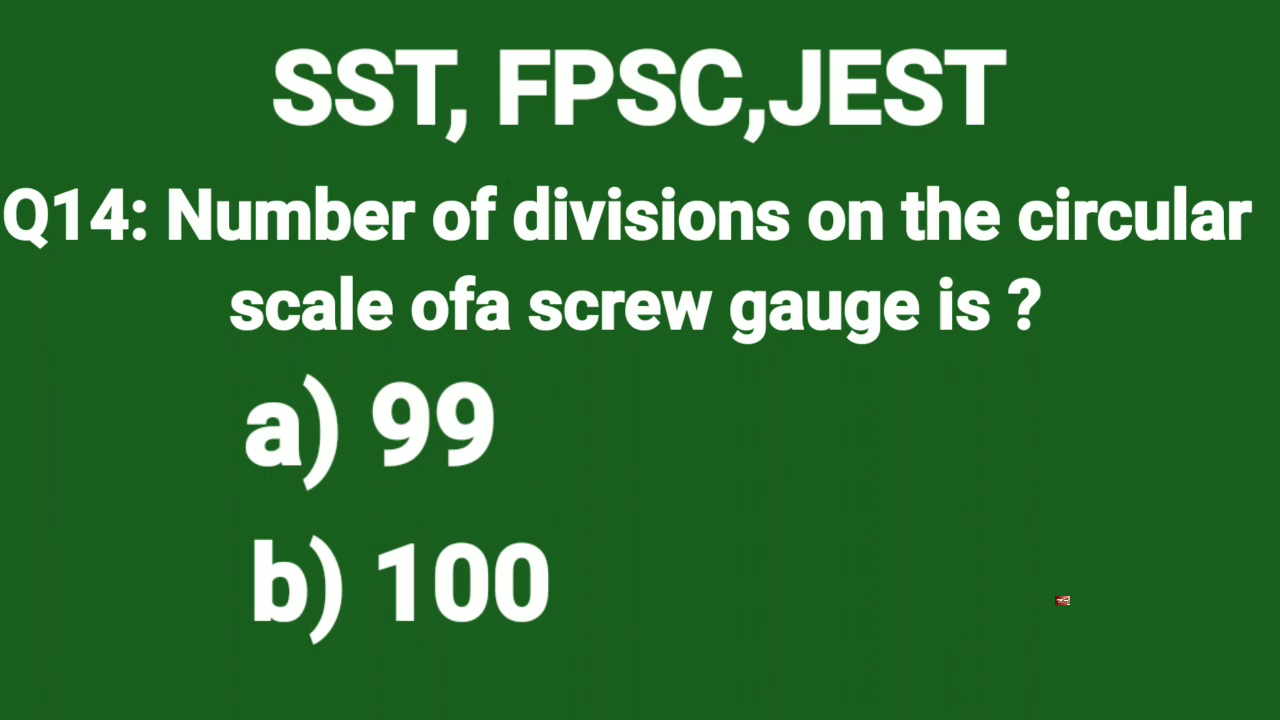 SST, FPSC,JEST
Q14: Number of divisions on the circular
scale ofa screw gauge is ?
a) 99
b) 100